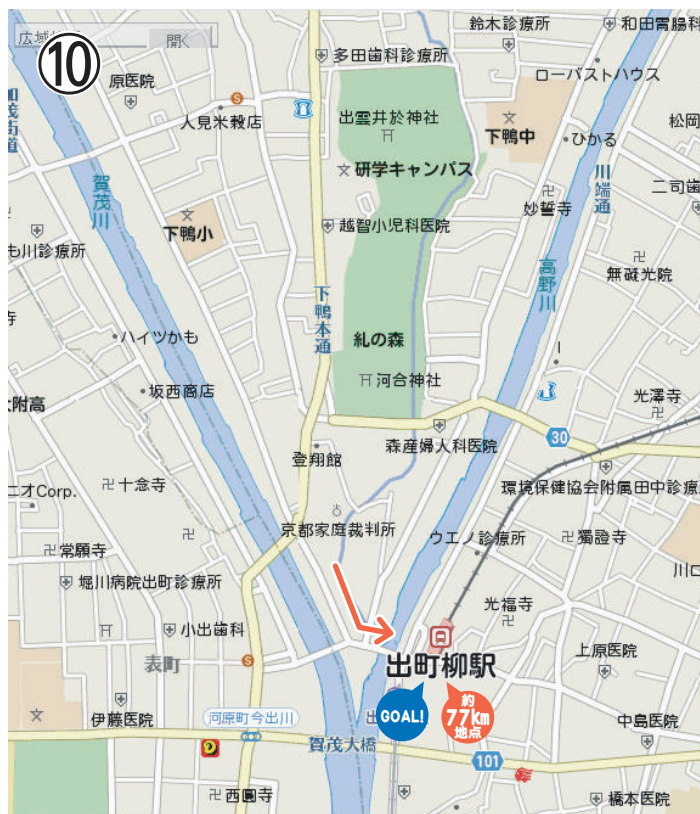 広域
開く
⑩
鈴木診療所
和田胃腸科
多田歯科診療所
原医院
ローバストハウス
加茂街道
人見米穀店
出雲井於神社
下鴨中
松岡
ひかる
研学キャンパス
川端通
賀茂川
二司歯
妙誓寺
下鴨小
越智小児科医院
も川診療所
高野川
無礙光院
下鴨本通
寺
ハイツかも
糺の森
河合神社
坂西商店
光澤寺
大附高
30
森産婦人科医院
登翔館
十念寺
ニオCorp.
環境保健協会附属田中診療
京都家庭裁判所
ウエノ診療所
獨證寺
常願寺
川口
堀川病院出町診療所
光福寺
小出歯科
上原医院
表町
出町柳駅
GOAL!
約
77km
地点
伊藤医院
河原町今出川
出
中島医院
賀茂大橋
101
西圓寺
橋本医院